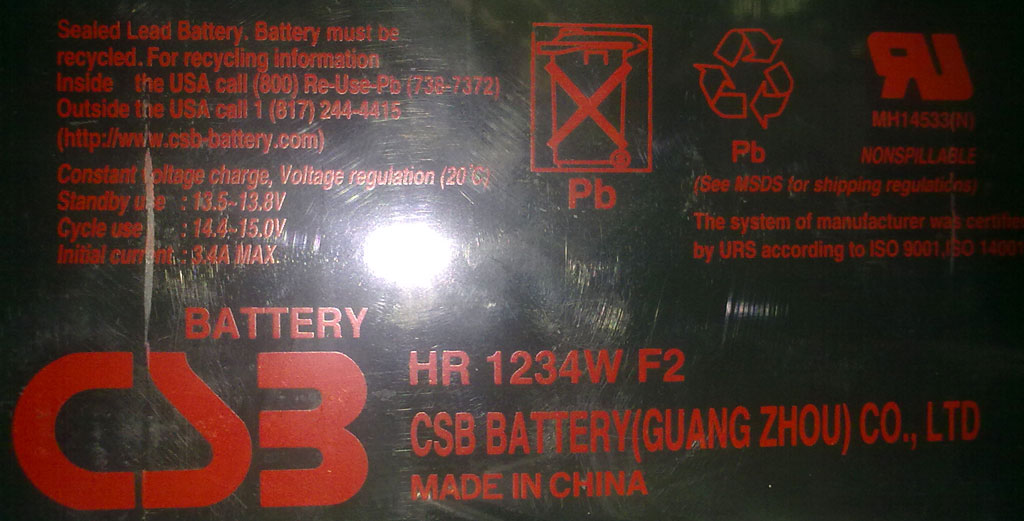 Sealed Lead Battery. Battery must be
recycled. For recycling information
Inside the USA call (800) Re-Use-Pb (738-7372)
Outside the USA call 1 (617) 244-4415
(http://www.csb-battery.com)
Constant voltage charge, Voltage regulation (20°C)
Standby use : 13.5~13.8V
Cycle use : 14.4~15.0V
Initial current : 3.4A MAX.
Pb
Pb
MH14533(N)
NONSPILLABLE
(See MSDS for shipping regulations)
The system of manufacturer was certified
by URS according to ISO 9001,ISO 14001
BATTERY
CSB
HR 1234W F2
CSB BATTERY(GUANG ZHOU) CO., LTD
MADE IN CHINA